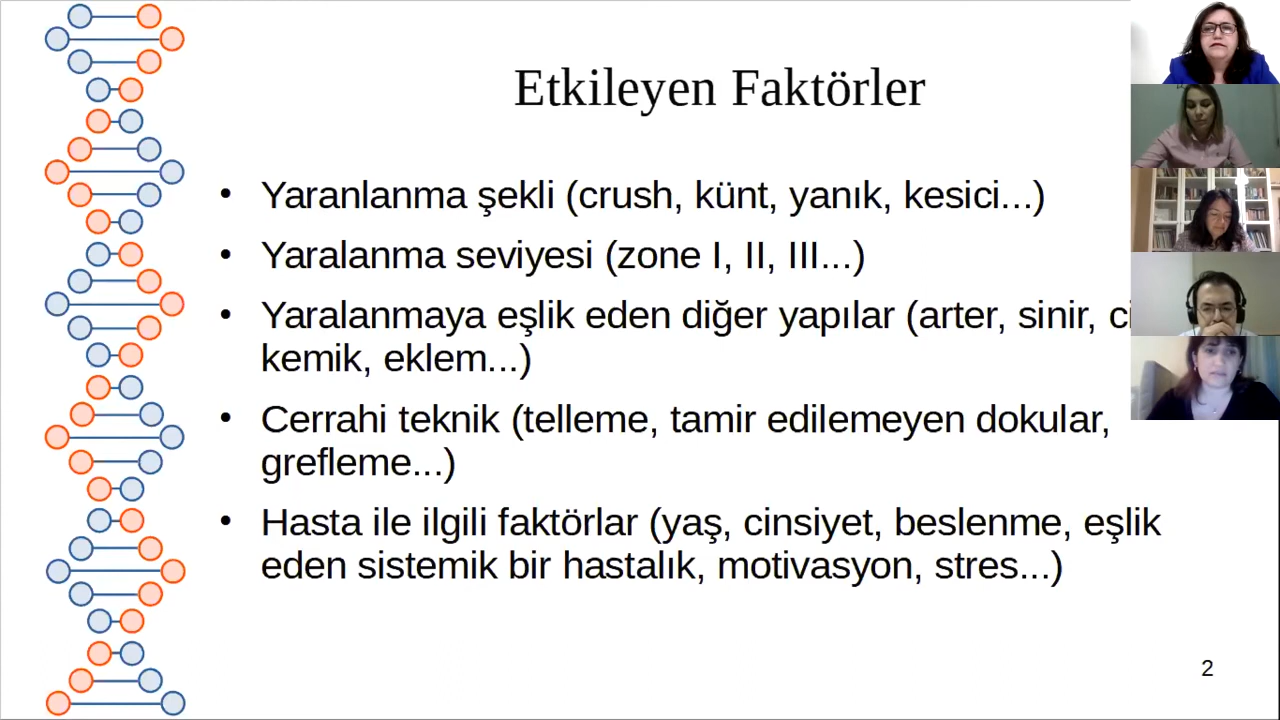 Etkileyen Faktörler
• Yaranlanma şekli (crush, künt, yanık, kesici...)
• Yaralanma seviyesi (zone I, II, III...)
• Yaralanmaya eşlik eden diğer yapılar (arter, sinir,
kemik, eklem...)
• Cerrahi teknik (telleme, tamir edilemeyen dokular,
grefleme...)
• Hasta ile ilgili faktörlar (yaş, cinsiyet, beslenme, eşlik
eden sistemik bir hastalık, motivasyon, stres...)
2